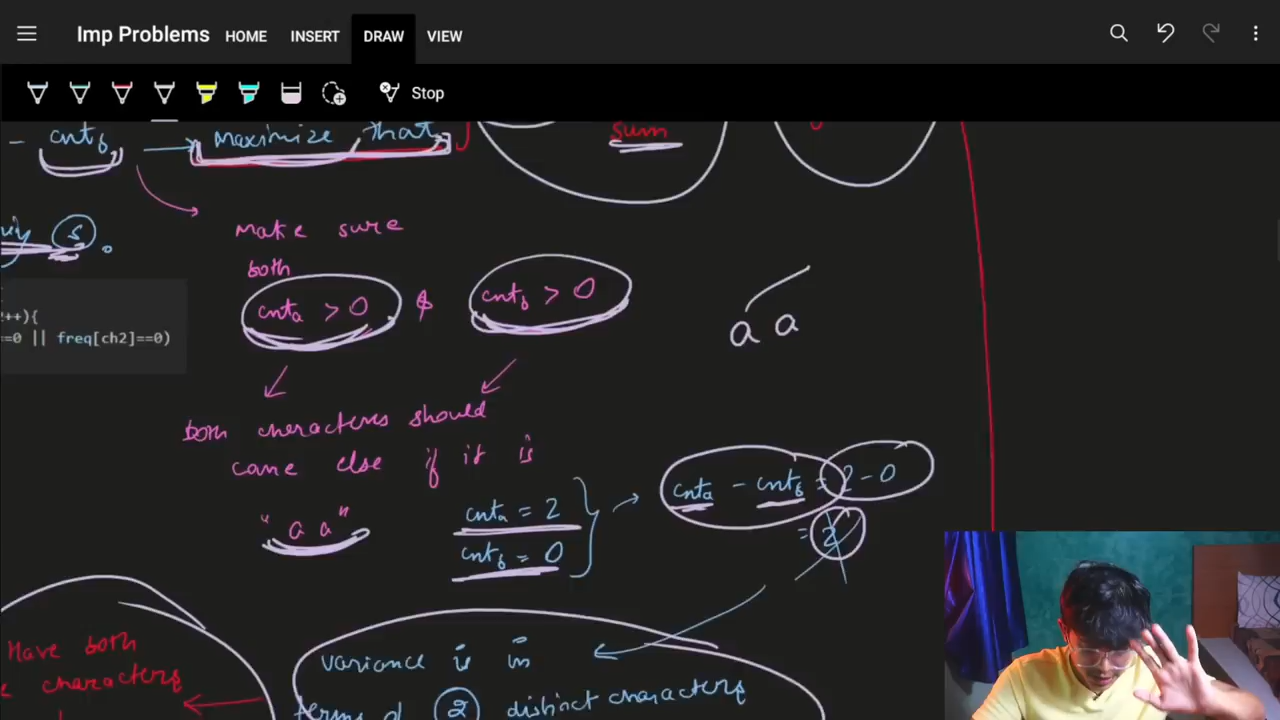 Imp Problems HOME INSERT DRAW VIEW
Stop
- cnt_b → maximize that
sum
s.
make sure
both
cnt_a > 0 & cnt_b > 0
++){
=0 || freq[ch2]==0)
a a
both characters should
come else if it is
"a a"
cnt_a = 2
cnt_b = 0
cnt_a - cnt_b = 2-0
= 2
Have both
characters
variance is in
terms of 2 distinct characters